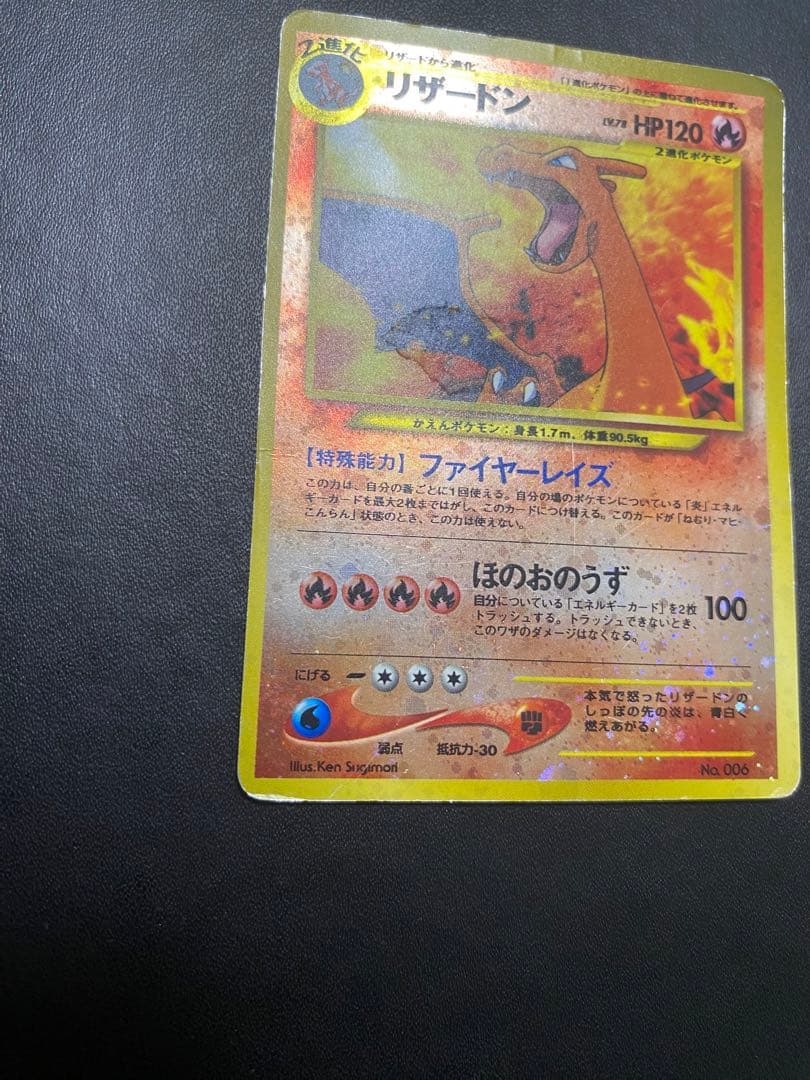 2進化
リザードから進化
「1進化ポケモン」の上に重ねて進化させます。
リザードン
LV.78 HP120
2進化ポケモン
かえんポケモン：身長1.7m、体重90.5kg
【特殊能力】ファイヤーレイズ
この力は、自分の番ごとに1回使える。自分の場のポケモンについている「炎」エネル
ギーカードを最大2枚まではがし、このカードにつけ替える。このカードが「ねむり・マヒ・
こんらん」状態のとき、この力は使えない。
ほのおのうず
自分についている「エネルギーカード」を2枚
トラッシュする。トラッシュできないとき、
このワザのダメージはなくなる。
100
にげる
本気で怒ったリザードンの
しっぽの先の炎は、青白く
燃えあがる。
弱点 抵抗力-30
Illus.Ken Sugimori
No. 006